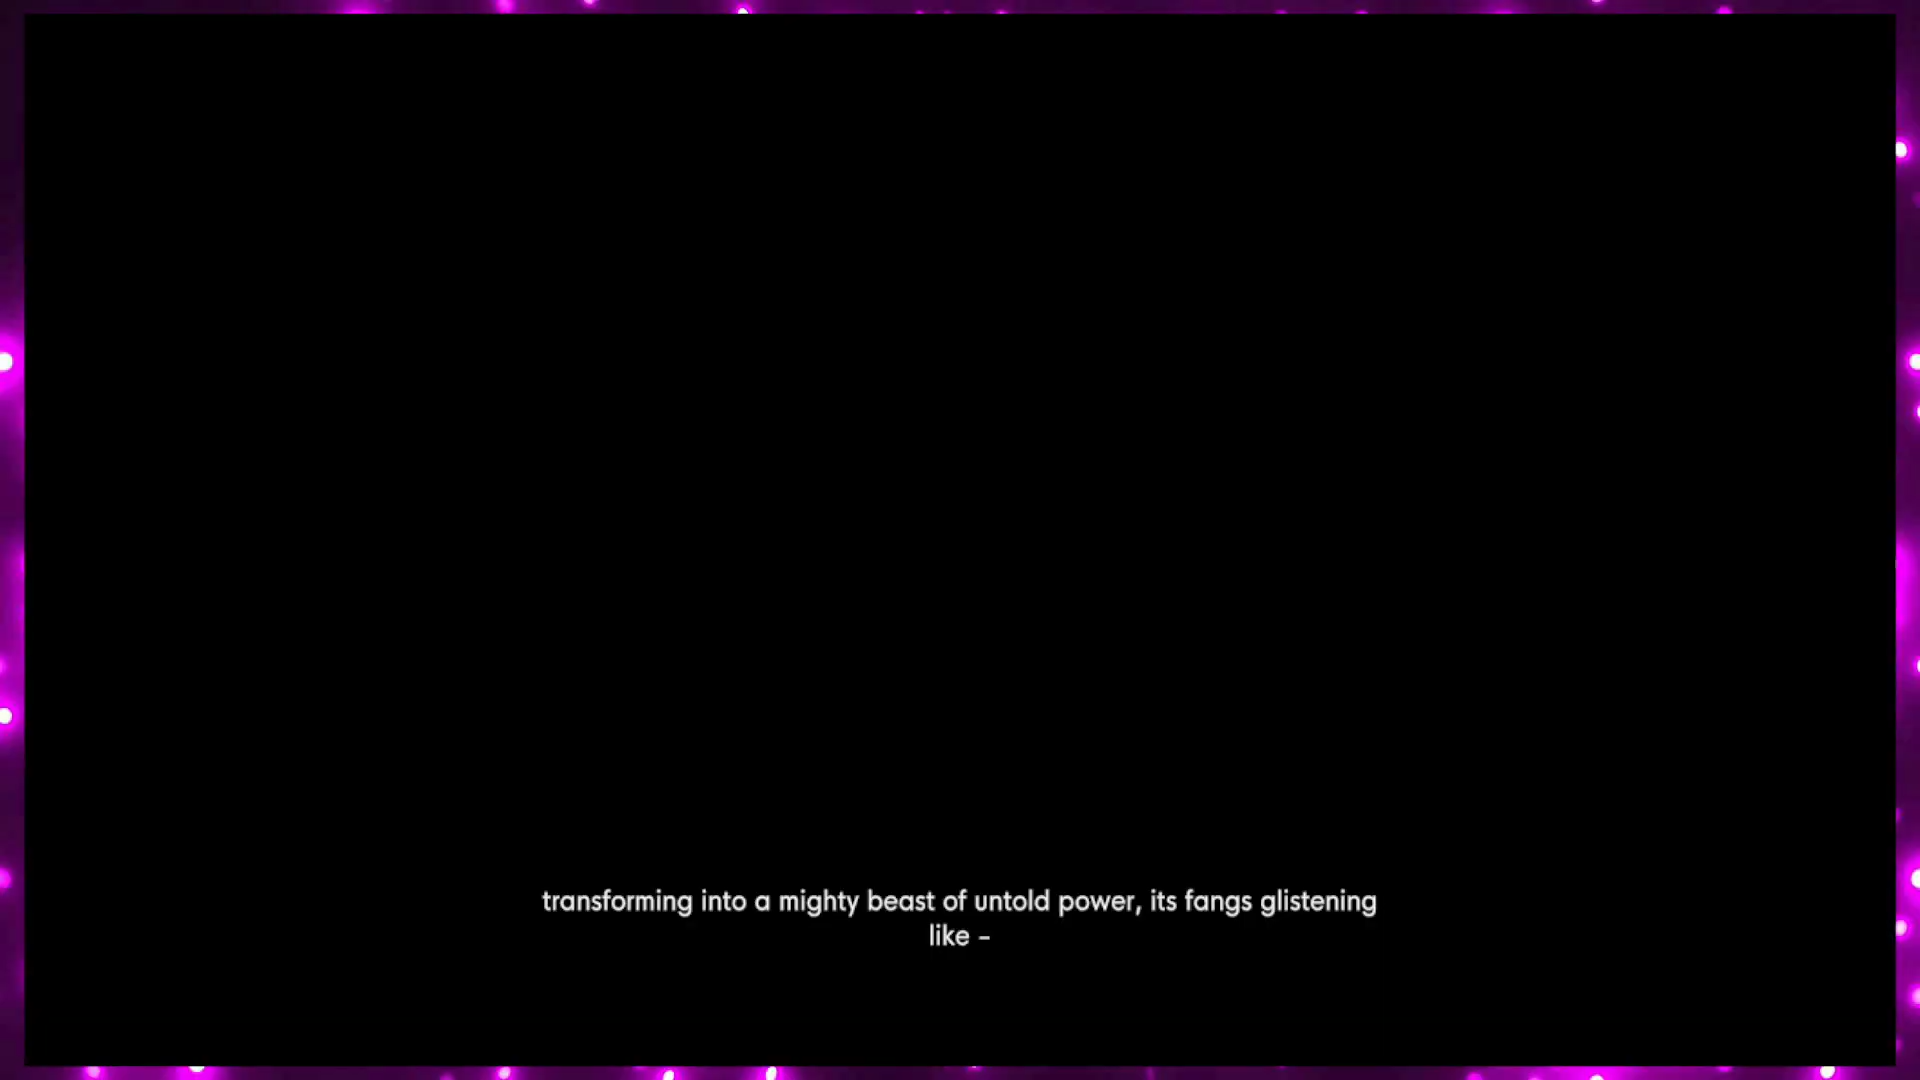 transforming into a mighty beast of untold power, its fangs glistening
like –